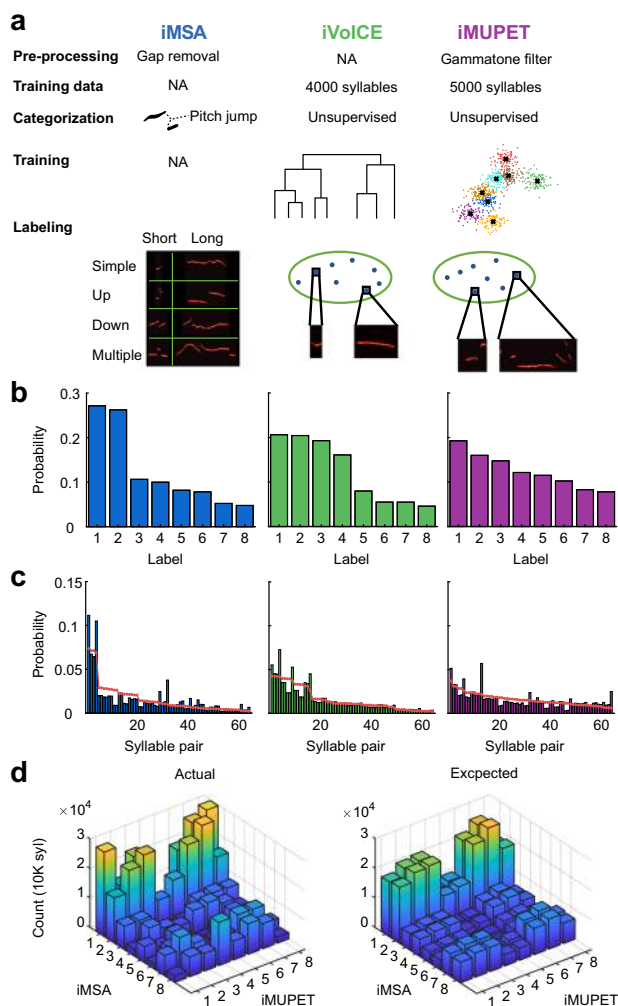 a
iMSA iVoICE iMUPET
Pre-processing Gap removal NA Gammatone filter
Training data NA 4000 syllables 5000 syllables
Categorization Pitch jump Unsupervised Unsupervised
Training NA
Labeling
Short Long
Simple
Up
Down
Multiple
b
Probability
0.3
0.2
0.1
0
1 2 3 4 5 6 7 8 1 2 3 4 5 6 7 8 1 2 3 4 5 6 7 8
Label Label Label
c
Probability
0.15
0.1
0.05
0
20 40 60 20 40 60 20 40 60
Syllable pair Syllable pair Syllable pair
d
Actual Excpected
×10⁴ ×10⁴
Count (10K syl)
3 3
2 2
1 1
0 0
1 2 3 4 5 6 7 8 1 2 3 4 5 6 7 8 1 2 3 4 5 6 7 8 1 2 3 4 5 6 7 8
iMSA iMUPET iMSA iMUPET